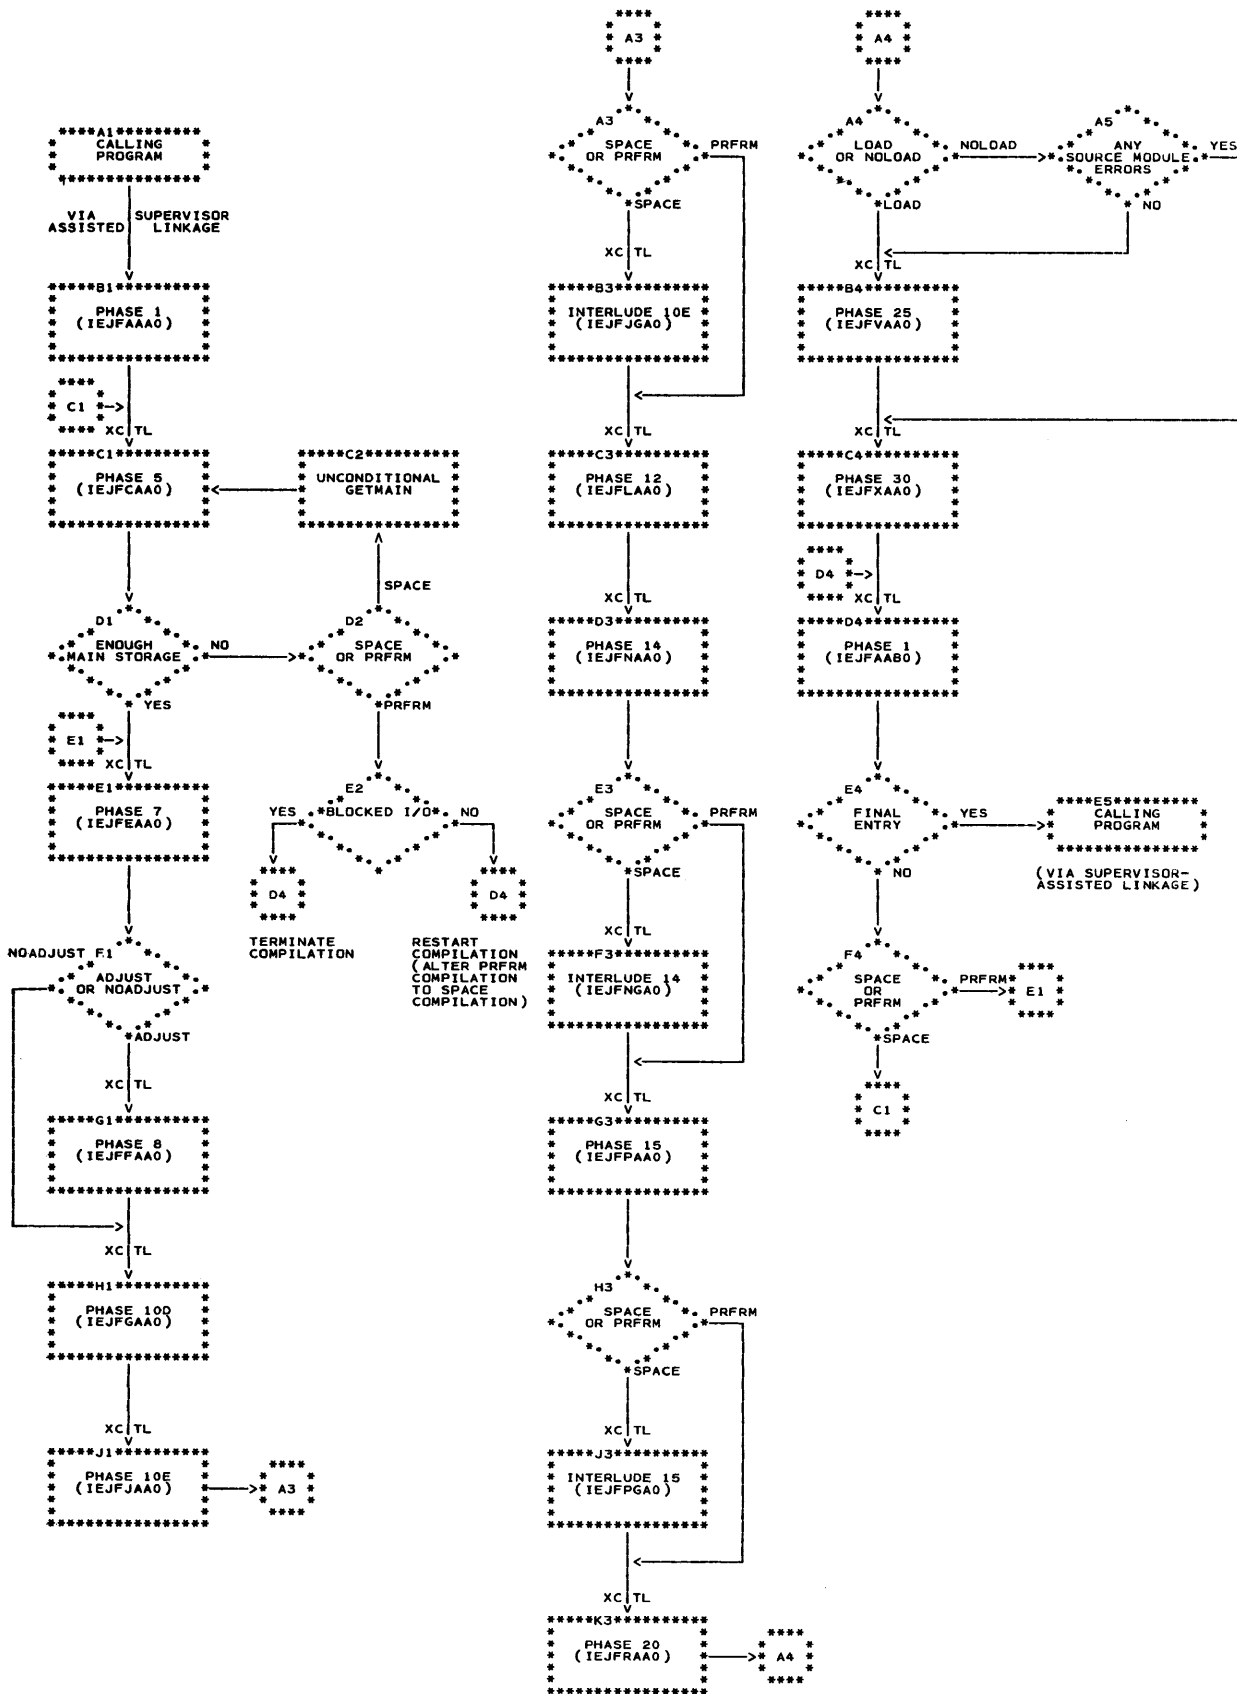 A1
CALLING
PROGRAM
VIA
ASSISTED
SUPERVISOR
LINKAGE
B1
PHASE 1
(IEJFAAA0)
C1
XC TL
C1
PHASE 5
(IEJFCAA0)
C2
UNCONDITIONAL
GETMAIN
SPACE
D1
ENOUGH
MAIN STORAGE
NO
YES
D2
SPACE
OR PRFRM
PRFRM
E1
XC TL
E1
PHASE 7
(IEJFEAA0)
E2
BLOCKED I/O
YES
NO
D4
D4
TERMINATE
COMPILATION
RESTART
COMPILATION
(ALTER PRFRM
COMPILATION
TO SPACE
COMPILATION)
NOADJUST
F1
ADJUST
OR NOADJUST
ADJUST
XC TL
G1
PHASE 8
(IEJFFAA0)
XC TL
H1
PHASE 10D
(IEJFGAA0)
XC TL
J1
PHASE 10E
(IEJFJAA0)
A3
A3
A3
SPACE
OR PRFRM
PRFRM
SPACE
XC TL
B3
INTERLUDE 10E
(IEJFJGA0)
XC TL
C3
PHASE 12
(IEJFLAA0)
XC TL
D3
PHASE 14
(IEJFNAA0)
E3
SPACE
OR PRFRM
PRFRM
SPACE
XC TL
F3
INTERLUDE 14
(IEJFNGA0)
XC TL
G3
PHASE 15
(IEJFPAA0)
H3
SPACE
OR PRFRM
PRFRM
SPACE
XC TL
J3
INTERLUDE 15
(IEJFPGA0)
XC TL
K3
PHASE 20
(IEJFRAA0)
A4
A4
A4
LOAD
OR NOLOAD
NOLOAD
LOAD
A5
ANY
SOURCE MODULE
ERRORS
YES
NO
XC TL
B4
PHASE 25
(IEJFVAA0)
XC TL
C4
PHASE 30
(IEJFXAA0)
D4
XC TL
D4
PHASE 1
(IEJFAAB0)
E4
FINAL
ENTRY
YES
NO
E5
CALLING
PROGRAM
(VIA SUPERVISOR-
ASSISTED LINKAGE)
F4
SPACE
OR
PRFRM
PRFRM
E1
SPACE
C1